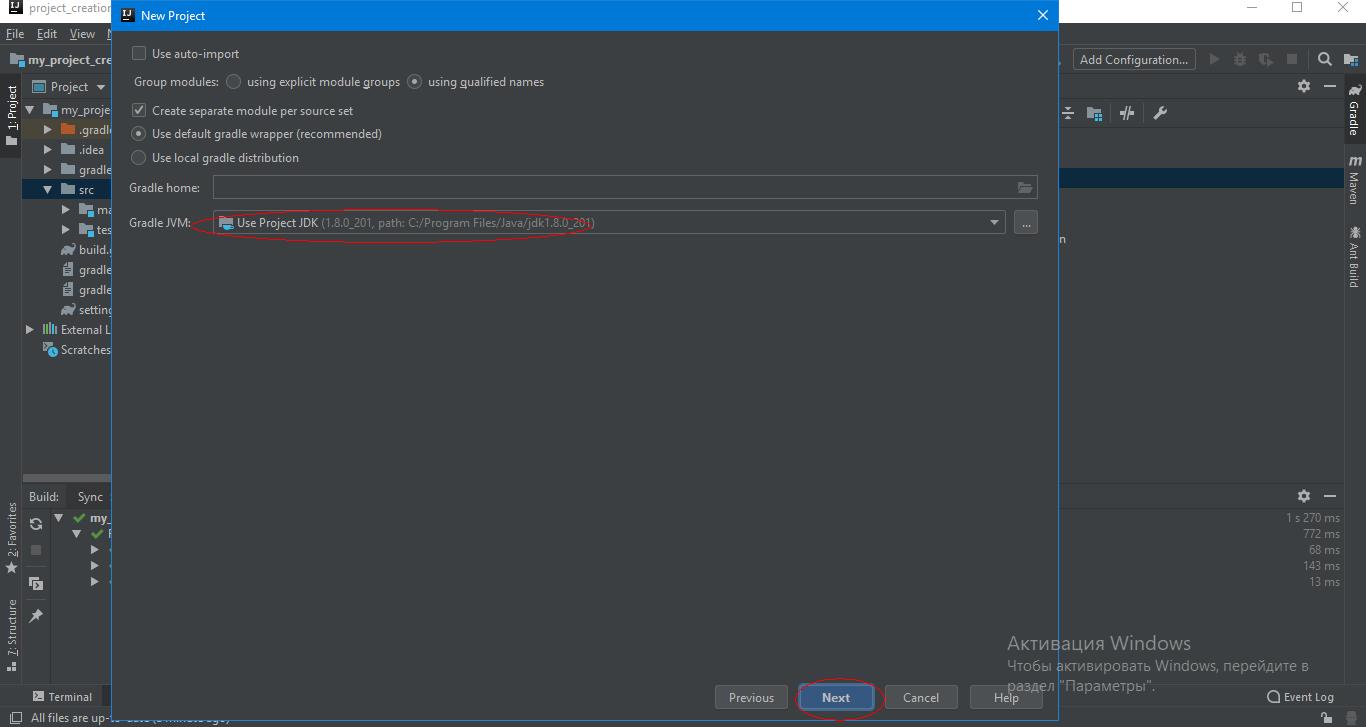 project_creation
New Project
File Edit View
my_project_cre
Add Configuration...
Project
my_proje
.gradle
.idea
gradle
src
ma
tes
build.g
gradle
gradle
setting
External L
Scratches
1: Project
2: Favorites
7: Structure
Use auto-import
Group modules: using explicit module groups using qualified names
Create separate module per source set
Use default gradle wrapper (recommended)
Use local gradle distribution
Gradle home:
Gradle JVM: Use Project JDK (1.8.0_201, path: C:/Program Files/Java/jdk1.8.0_201) ...
Previous Next Cancel Help
Gradle
m Maven
Ant Build
n
Build: Sync
my_
1 s 270 ms
772 ms
68 ms
143 ms
13 ms
Активация Windows
Чтобы активировать Windows, перейдите в
раздел "Параметры".
Terminal
Event Log
All files are up-to-date